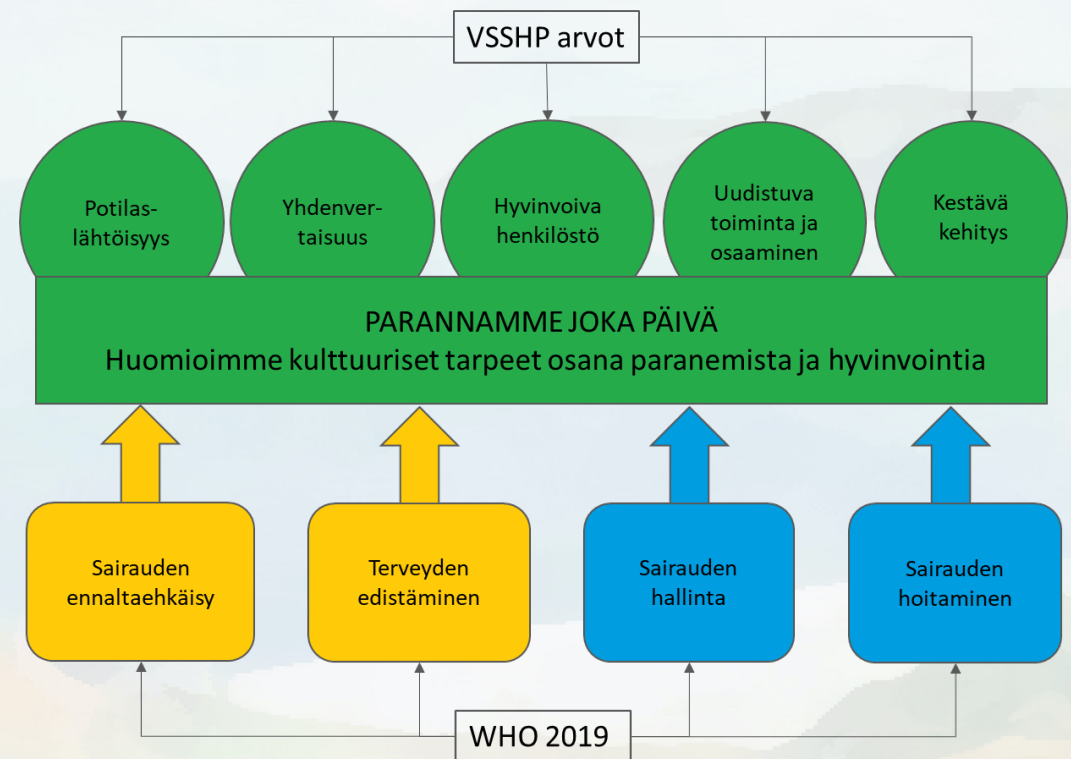 VSSHP arvot
Potilas-
lähtöisyys
Yhdenver-
taisuus
Hyvinvoiva
henkilöstö
Uudistuva
toiminta ja
osaaminen
Kestävä
kehitys
PARANNAMME JOKA PÄIVÄ
Huomioimme kulttuuriset tarpeet osana paranemista ja hyvinvointia
Sairauden
ennaltaehkäisy
Terveyden
edistäminen
Sairauden
hallinta
Sairauden
hoitaminen
WHO 2019